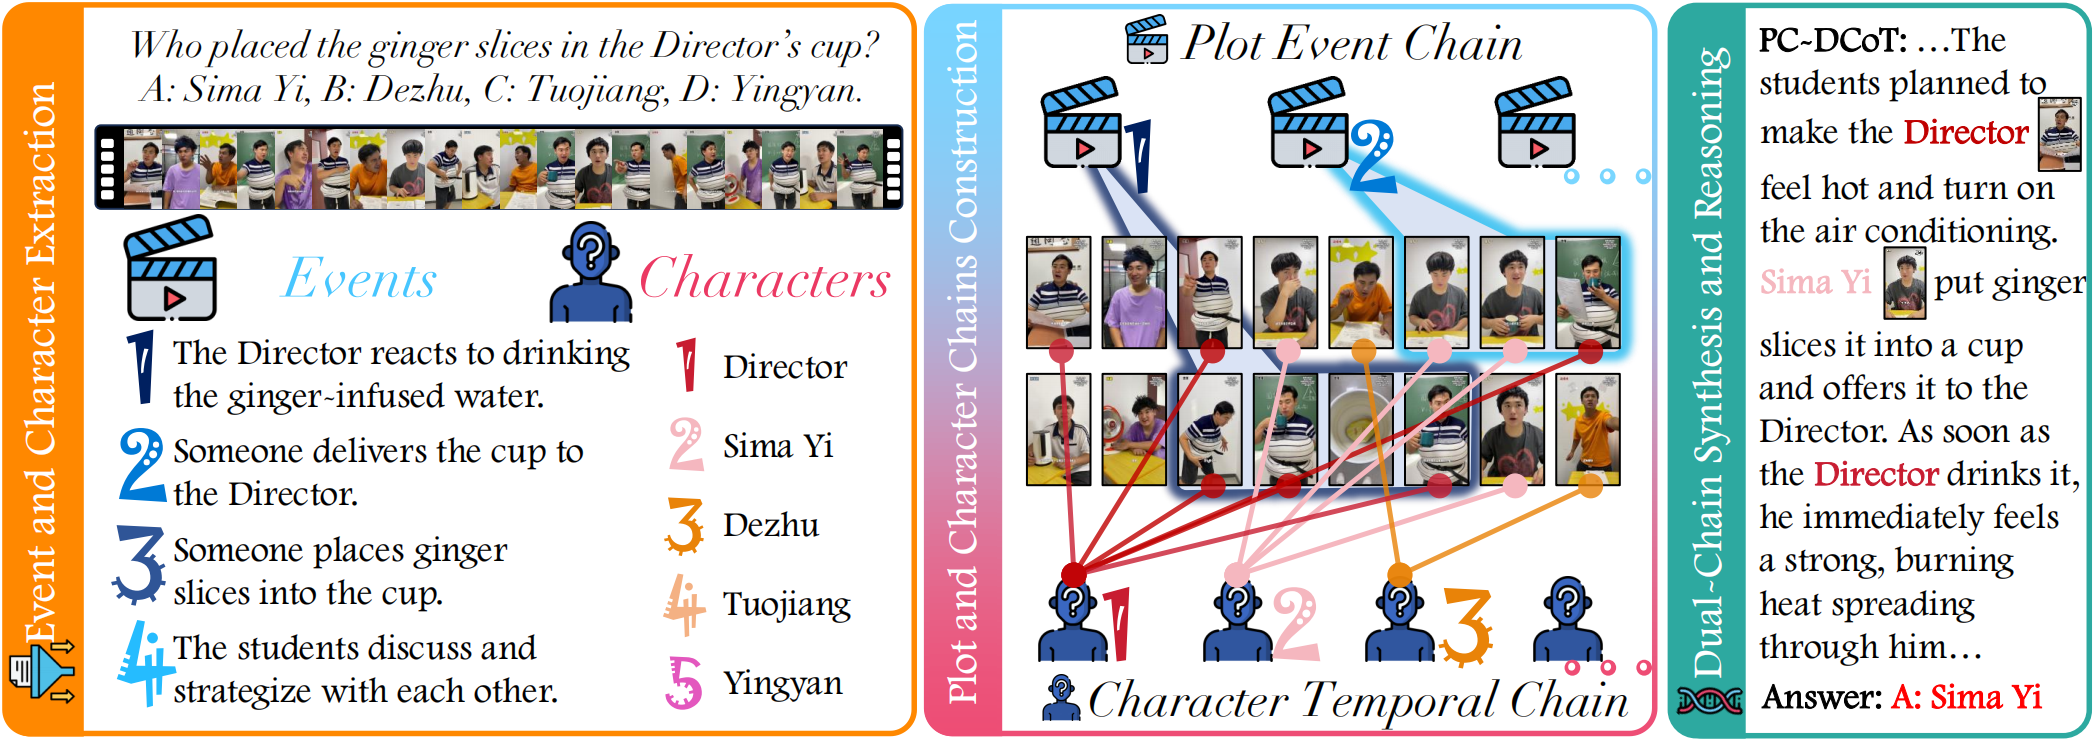 Event and Character Extraction
Who placed the ginger slices in the Director's cup?
A: Sima Yi, B: Dezhu, C: Tuojiang, D: Yingyan.
Events
1 The Director reacts to drinking
the ginger-infused water.
2 Someone delivers the cup to
the Director.
3 Someone places ginger
slices into the cup.
4 The students discuss and
strategize with each other.
Characters
1 Director
2 Sima Yi
3 Dezhu
4 Tuojiang
5 Yingyan
Plot and Character Chains Construction
Plot Event Chain
1 2
1 2 3
Character Temporal Chain
Dual-Chain Synthesis and Reasoning
PC-DCoT: …The
students planned to
make the Director
feel hot and turn on
the air conditioning.
Sima Yi put ginger
slices it into a cup
and offers it to the
Director. As soon as
the Director drinks it,
he immediately feels
a strong, burning
heat spreading
through him…
Answer: A: Sima Yi